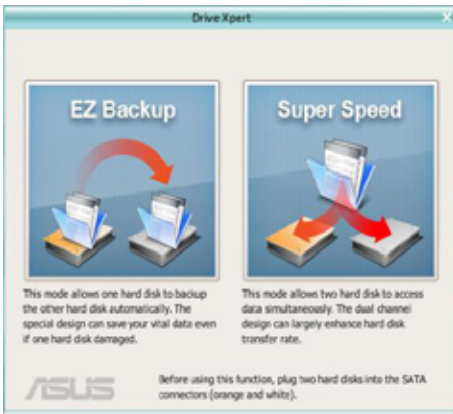 Drive Xpert
EZ Backup
Super Speed
This mode allows one hard disk to backup
the other hard disk automatically. The
special design can save your vital data even
if one hard disk damaged.
This mode allows two hard disk to access
data simultaneously. The dual channel
design can largely enhance hard disk
transfer rate.
ASUS
Before using this function, plug two hard disks into the SATA
connectors (orange and white).